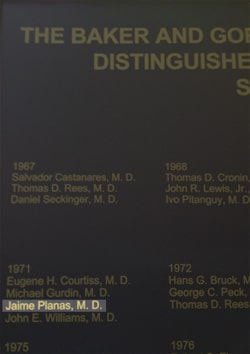 THE BAKER AND
DISTINGUISHE
S
1967
Salvador Castanares, M. D.
Thomas D. Rees, M. D.
Daniel Seckinger, M. D.
1968
Thomas D. Cronin,
John R. Lewis, Jr.,
Ivo Pitanguy, M. D.
1971
Eugene H. Courtiss, M. D.
Michael Gurdin, M. D.
Jaime Planas, M. D.
John E. Williams, M. D.
1972
Hans G. Bruck, M.
George C. Peck,
Thomas D. Rees
1975
1976